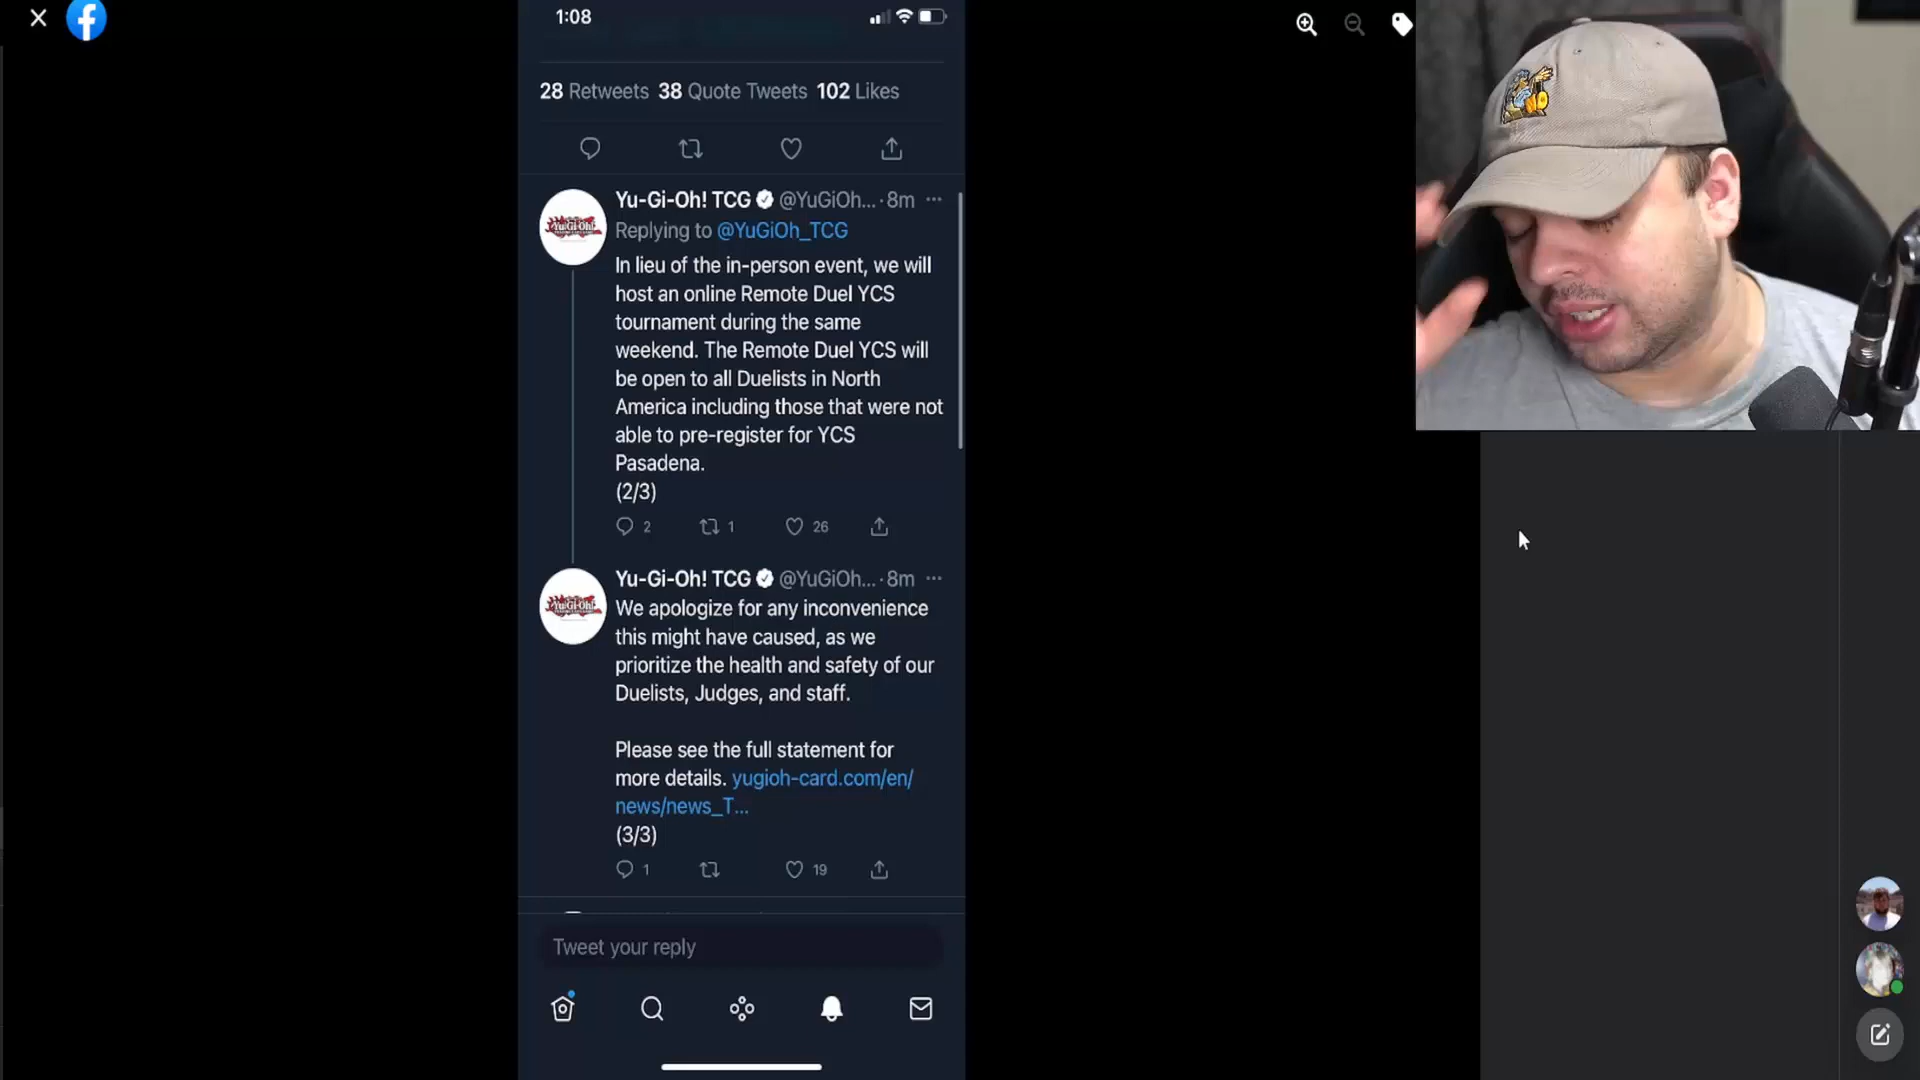 1:08
28 Retweets 38 Quote Tweets 102 Likes
Yu-Gi-Oh! TCG @YuGiOh... · 8m ...
Replying to @YuGiOh_TCG
In lieu of the in-person event, we will
host an online Remote Duel YCS
tournament during the same
weekend. The Remote Duel YCS will
be open to all Duelists in North
America including those that were not
able to pre-register for YCS
Pasadena.
(2/3)
2 1 26
Yu-Gi-Oh! TCG @YuGiOh... · 8m ...
We apologize for any inconvenience
this might have caused, as we
prioritize the health and safety of our
Duelists, Judges, and staff.
Please see the full statement for
more details. yugioh-card.com/en/
news/news_T...
(3/3)
1 19
Tweet your reply